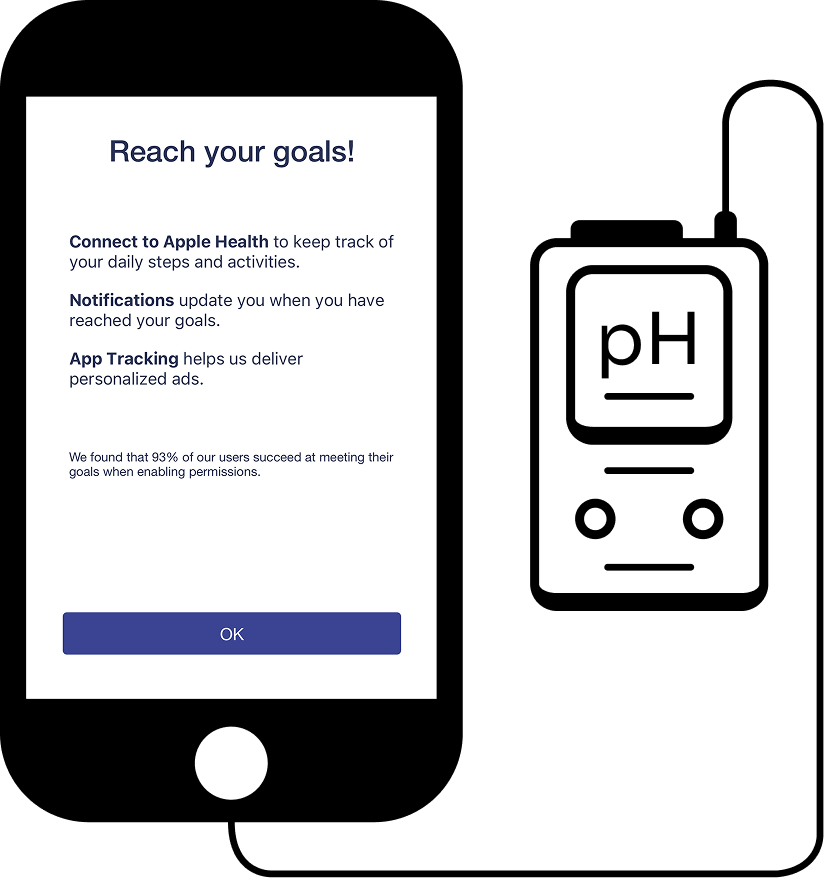 Reach your goals!
Connect to Apple Health to keep track of
your daily steps and activities.
Notifications update you when you have
reached your goals.
App Tracking helps us deliver
personalized ads.
We found that 93% of our users succeed at meeting their
goals when enabling permissions.
OK
pH